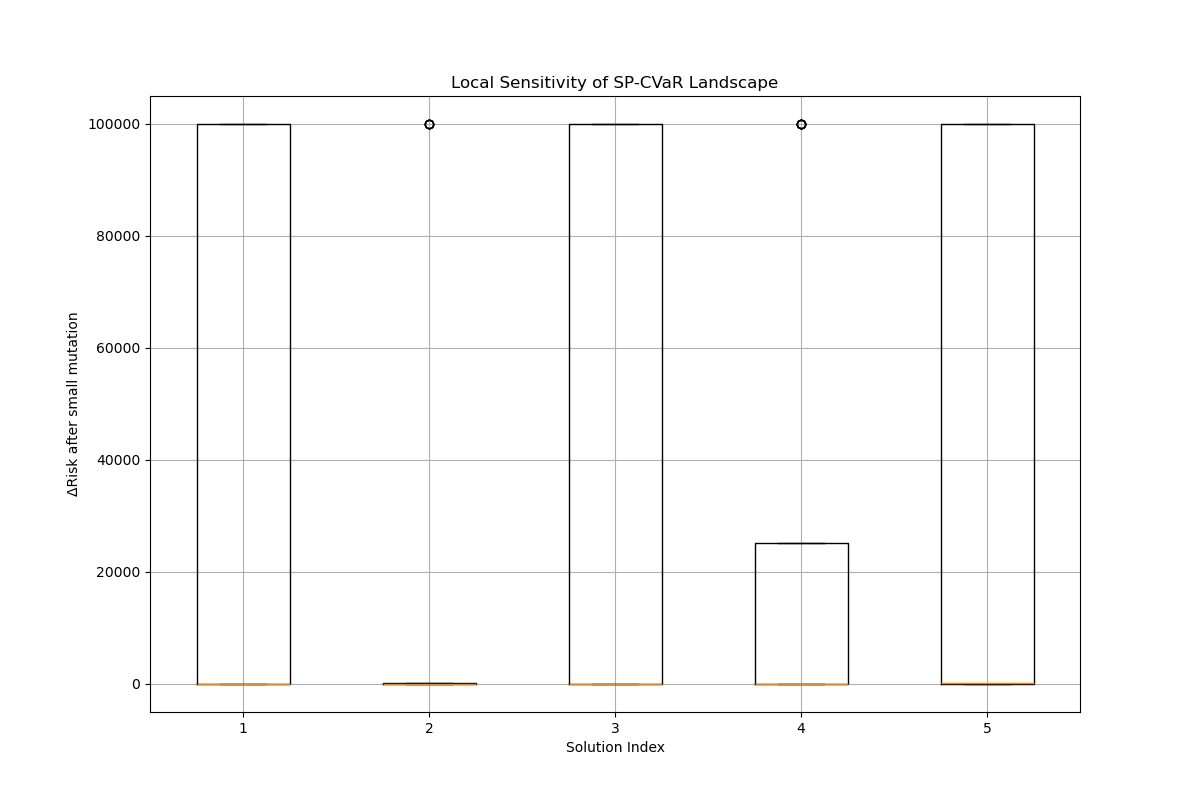 Local Sensitivity of SP-CVaR Landscape
100000
80000
60000
40000
20000
0
ΔRisk after small mutation
1 2 3 4 5
Solution Index